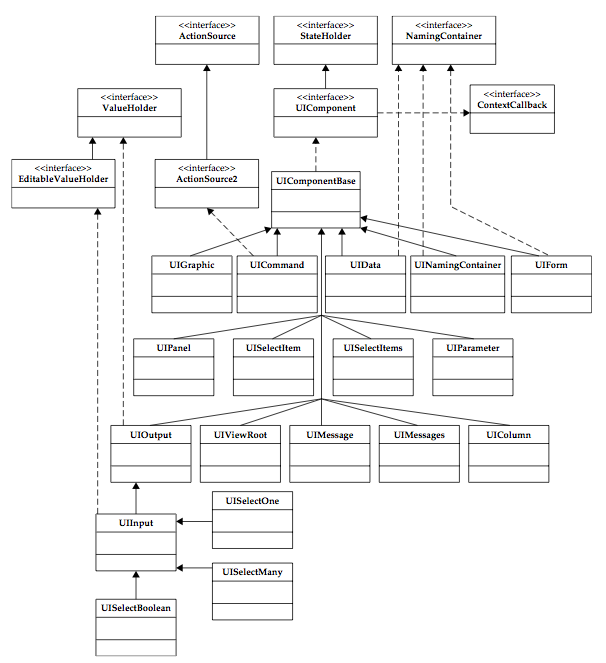 <<interface>>
ActionSource
<<interface>>
StateHolder
<<interface>>
NamingContainer
<<interface>>
ValueHolder
<<interface>>
UIComponent
<<interface>>
ContextCallback
<<interface>>
EditableValueHolder
<<interface>>
ActionSource2
UIComponentBase
UIGraphic
UICommand
UIData
UINamingContainer
UIForm
UIPanel
UISelectItem
UISelectItems
UIParameter
UIOutput
UIViewRoot
UIMessage
UIMessages
UIColumn
UISelectOne
UIInput
UISelectMany
UISelectBoolean